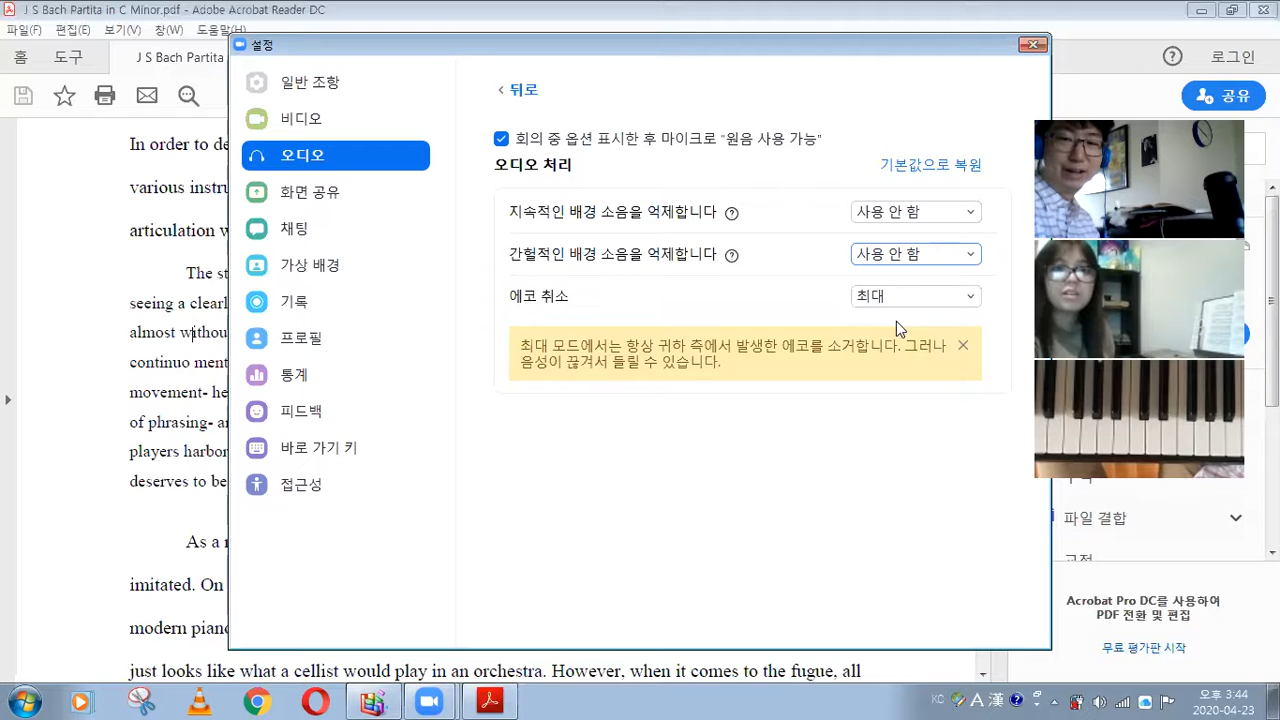 J S Bach Partita in C Minor.pdf - Adobe Acrobat Reader DC
파일(F) 편집(E) 보기(V) 창(W) 도움말(H)
홈 도구 J S Bach Partita
로그인
공유
설정
일반 조항
비디오
오디오
화면 공유
채팅
가상 배경
기록
프로필
통계
피드백
바로 가기 키
접근성
뒤로
회의 중 옵션 표시한 후 마이크로 "원음 사용 가능"
오디오 처리 기본값으로 복원
지속적인 배경 소음을 억제합니다 사용 안 함
간헐적인 배경 소음을 억제합니다 사용 안 함
에코 취소 최대
최대 모드에서는 항상 귀하 측에서 발생한 에코를 소거합니다. 그러나
음성이 끊겨서 들릴 수 있습니다.
In order to de
various instru
articulation w
The st
seeing a clearl
almost withou
continuo ment
movement- he
of phrasing- a
players harbor
deserves to be
As a
imitated. On
modern piano
just looks like what a cellist would play in an orchestra. However, when it comes to the fugue, all
파일 결합
Acrobat Pro DC를 사용하여
PDF 전환 및 편집
무료 평가판 시작
KC A 漢
오후 3:44
2020-04-23